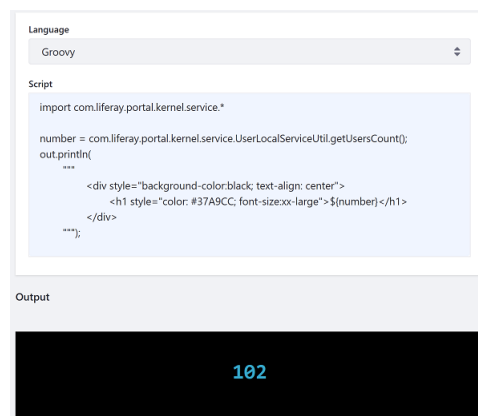 Language
Groovy
Script
import com.liferay.portal.kernel.service.*
number = com.liferay.portal.kernel.service.UserLocalServiceUtil.getUsersCount();
out.println(
"""
<div style="background-color:black; text-align: center">
<h1 style="color: #37A9CC; font-size:xx-large">${number}</h1>
</div>
""");
Output
102